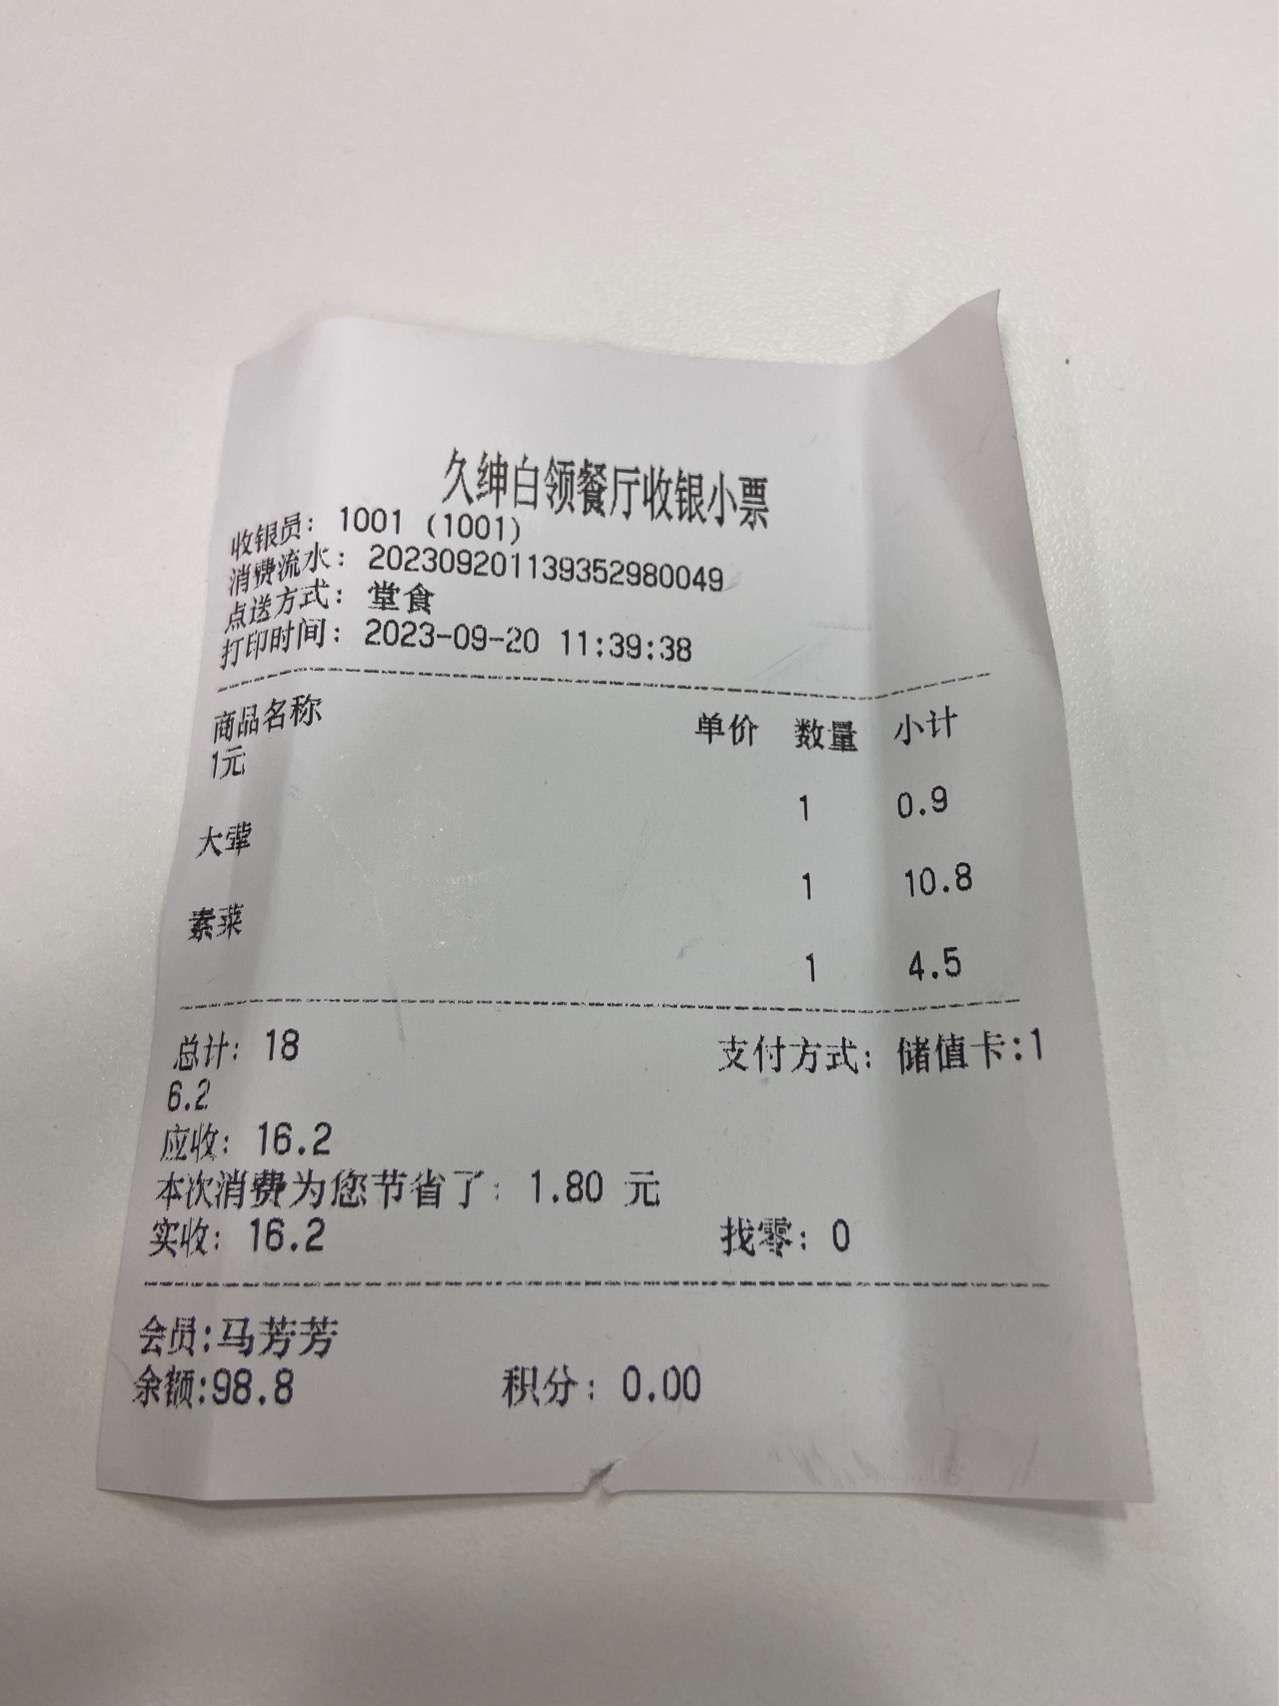 久绅白领餐厅收银小票
收银员： 1001 (1001)
消费流水： 2023092011139352980049
点送方式： 堂食
打印时间： 2023-09-20 11:39:38
商品名称 单价 数量 小计
1元
1 0.9
大荤
1 10.8
素菜
1 4.5
总计： 18 支付方式： 储值卡:1
6.2
应收： 16.2
本次消费为您节省了： 1.80 元
实收： 16.2 找零： 0
会员:马芳芳
余额:98.8 积分： 0.00